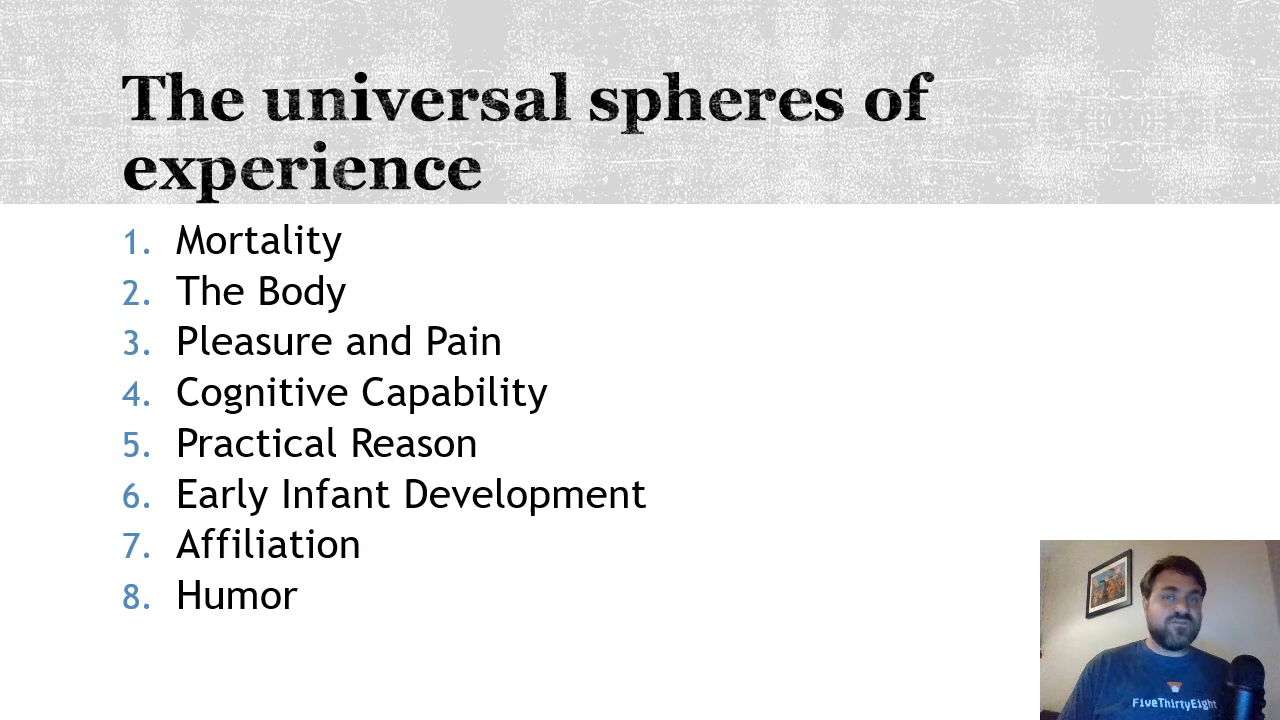 The universal spheres of
experience
1. Mortality
2. The Body
3. Pleasure and Pain
4. Cognitive Capability
5. Practical Reason
6. Early Infant Development
7. Affiliation
8. Humor
FiveThirtyEight